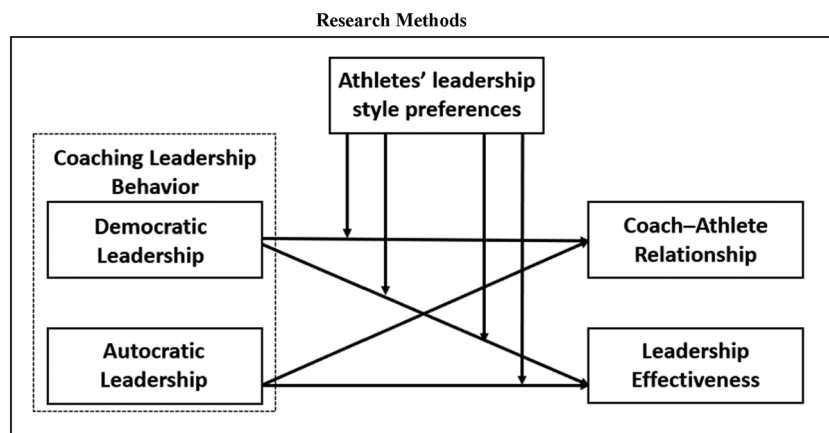 Research Methods
Athletes' leadership
style preferences
Coaching Leadership
Behavior
Democratic
Leadership
Coach–Athlete
Relationship
Autocratic
Leadership
Leadership
Effectiveness